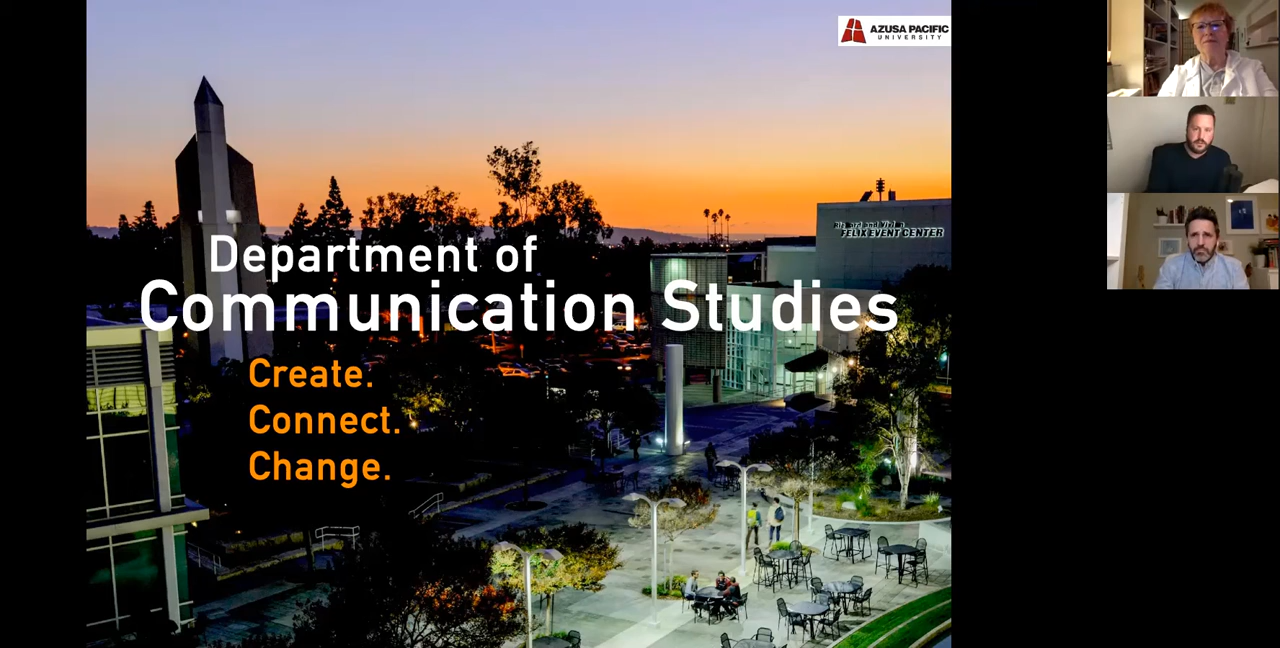 AZUSA PACIFIC
UNIVERSITY
FELIX EVENT CENTER
Department of
Communication Studies
Create.
Connect.
Change.